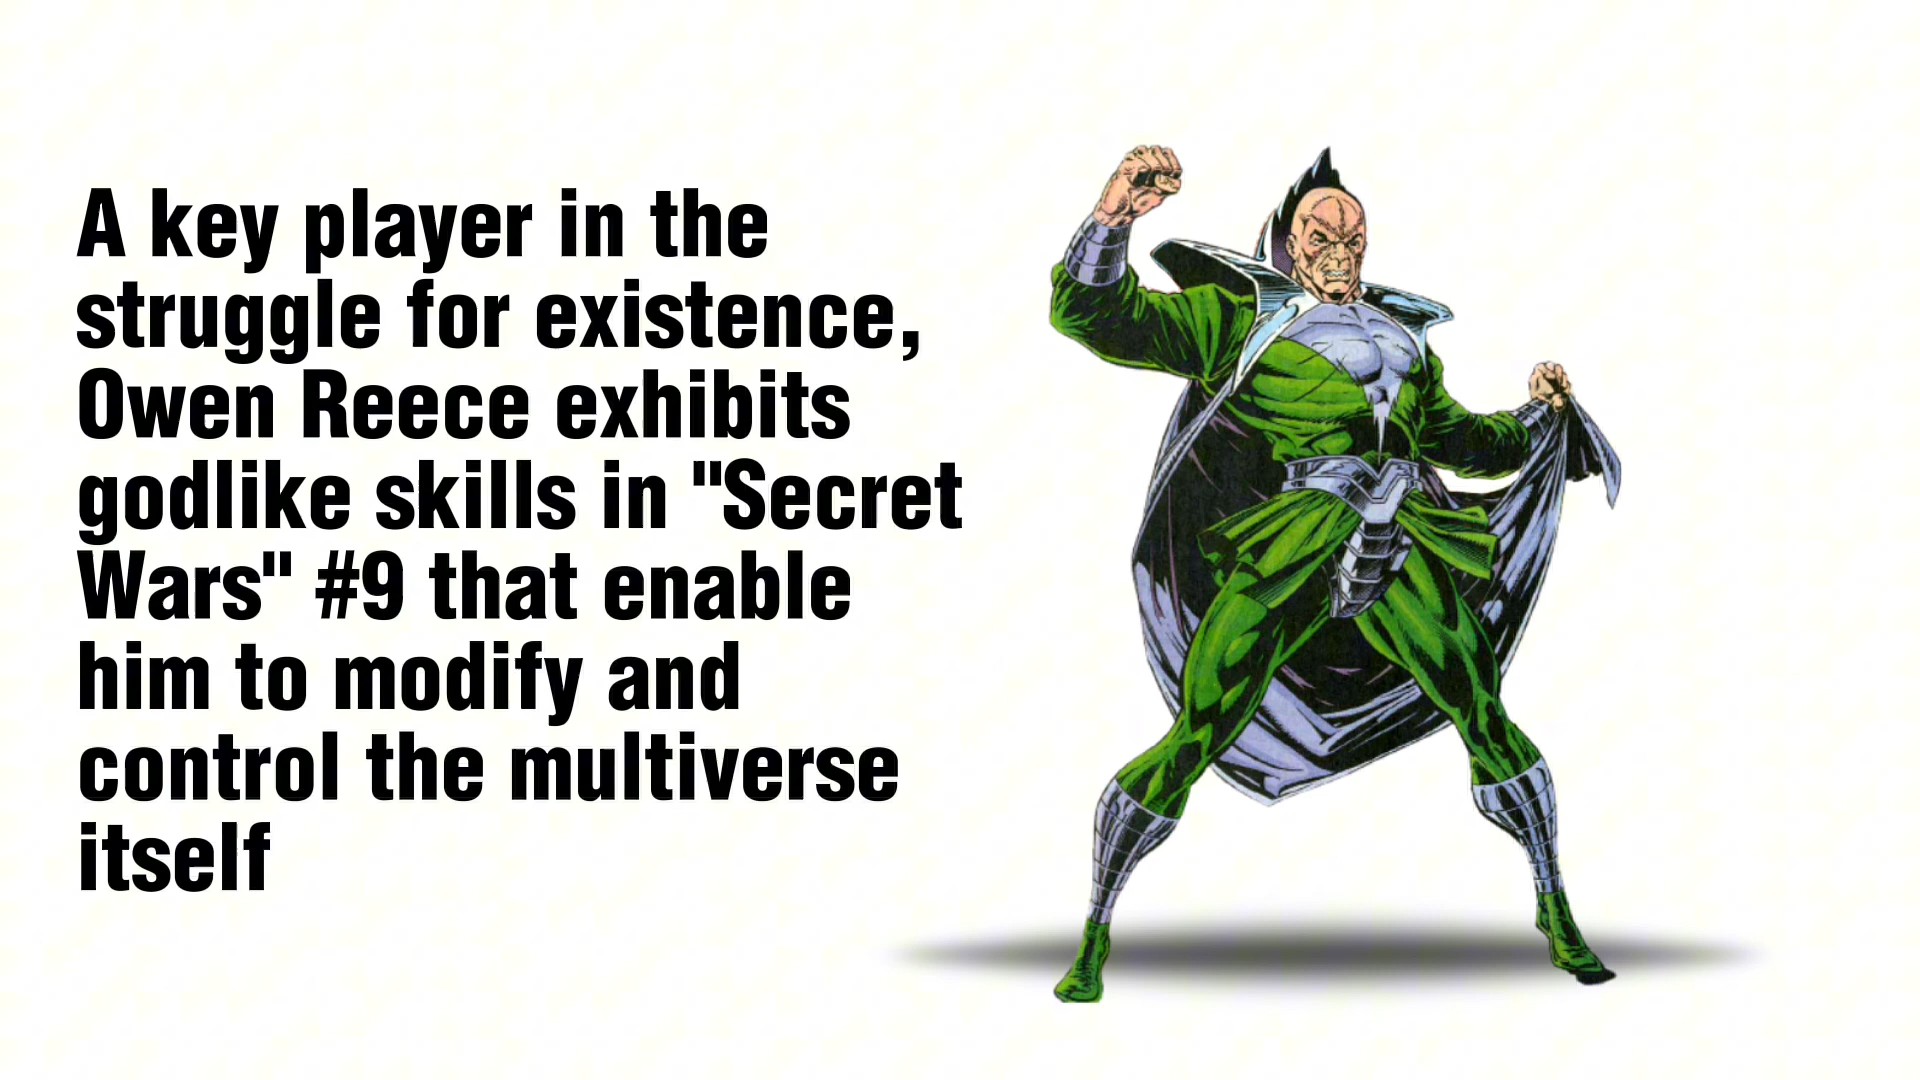 A key player in the
struggle for existence,
Owen Reece exhibits
godlike skills in "Secret
Wars" #9 that enable
him to modify and
control the multiverse
itself